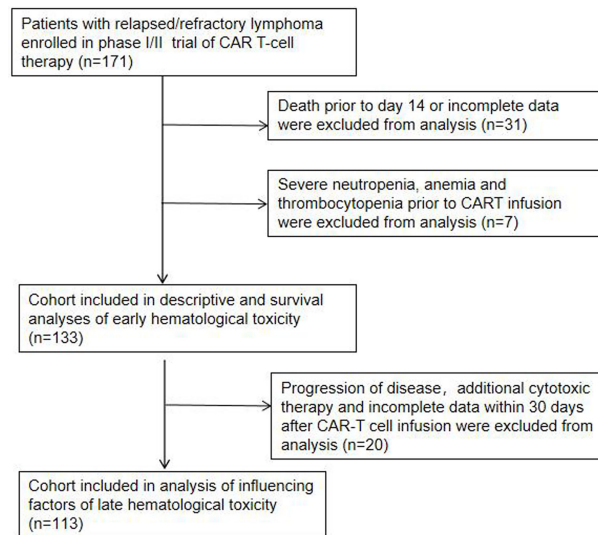 Patients with relapsed/refractory lymphoma
enrolled in phase I/II trial of CAR T-cell
therapy (n=171)
Death prior to day 14 or incomplete data
were excluded from analysis (n=31)
Severe neutropenia, anemia and
thrombocytopenia prior to CART infusion
were excluded from analysis (n=7)
Cohort included in descriptive and survival
analyses of early hematological toxicity
(n=133)
Progression of disease，additional cytotoxic
therapy and incomplete data within 30 days
after CAR-T cell infusion were excluded from
analysis (n=20)
Cohort included in analysis of influencing
factors of late hematological toxicity
(n=113)